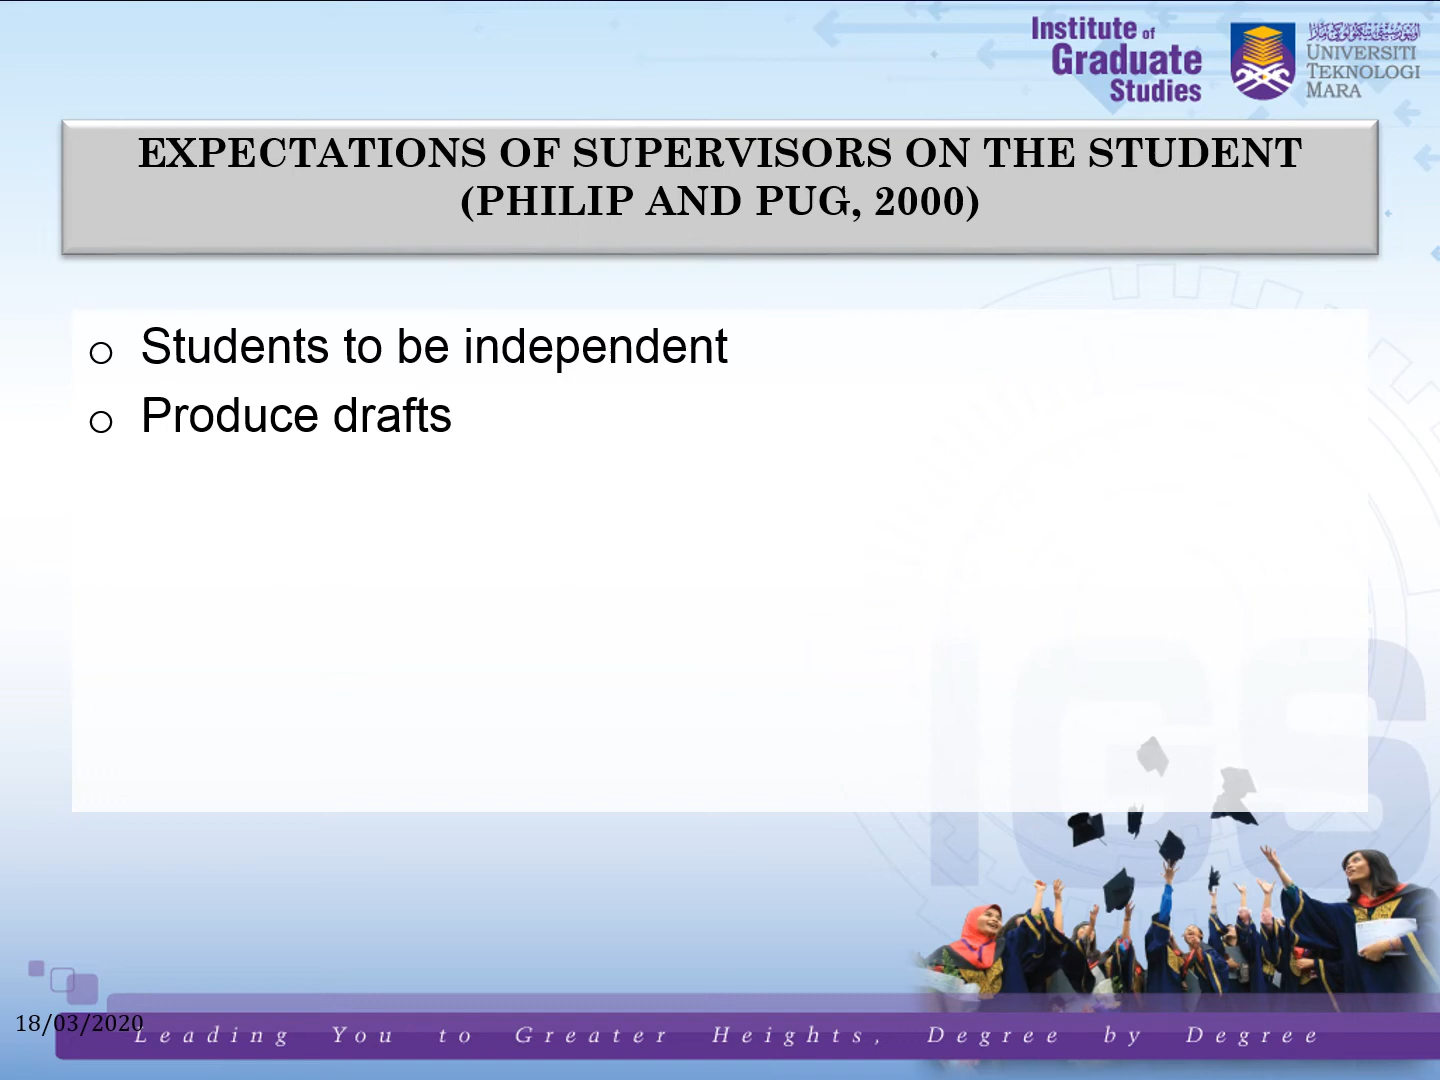 Institute of
Graduate
Studies
UNIVERSITI
TEKNOLOGI
MARA
EXPECTATIONS OF SUPERVISORS ON THE STUDENT
(PHILIP AND PUG, 2000)
o Students to be independent
o Produce drafts
IGS
18/03/2020
Leading You to Greater Heights, Degree by Degree